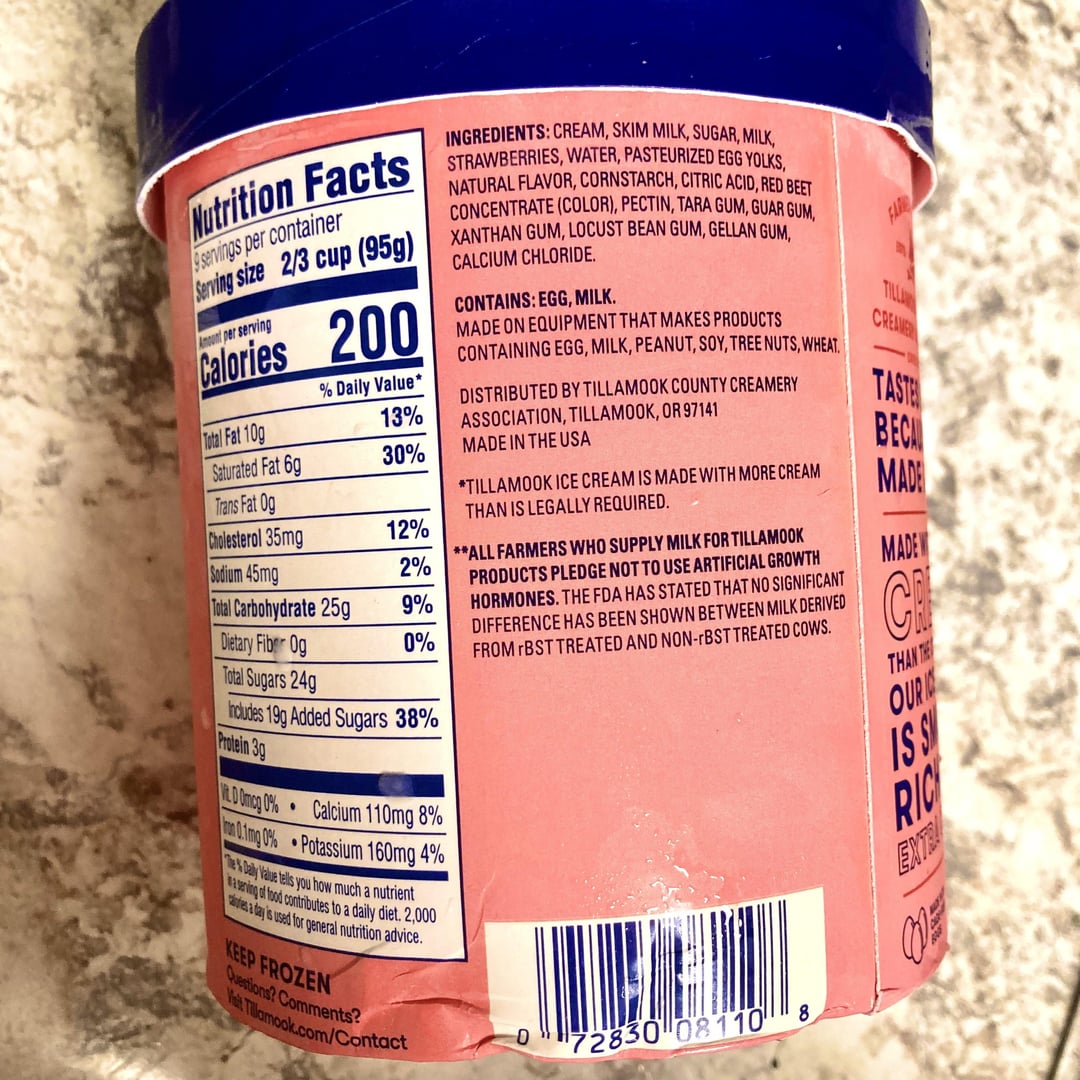 Nutrition Facts
9 servings per container
Serving size 2/3 cup (95g)
Amount per serving
Calories 200
% Daily Value*
Total Fat 10g 13%
Saturated Fat 6g 30%
Trans Fat 0g
Cholesterol 35mg 12%
Sodium 45mg 2%
Total Carbohydrate 25g 9%
Dietary Fiber 0g 0%
Total Sugars 24g
Includes 19g Added Sugars 38%
Protein 3g
Vit. D 0mcg 0% • Calcium 110mg 8%
Iron 0.1mg 0% • Potassium 160mg 4%
*The % Daily Value tells you how much a nutrient
in a serving of food contributes to a daily diet. 2,000
calories a day is used for general nutrition advice.
KEEP FROZEN
Questions? Comments?
Visit Tillamook.com/Contact
INGREDIENTS: CREAM, SKIM MILK, SUGAR, MILK,
STRAWBERRIES, WATER, PASTEURIZED EGG YOLKS,
NATURAL FLAVOR, CORNSTARCH, CITRIC ACID, RED BEET
CONCENTRATE (COLOR), PECTIN, TARA GUM, GUAR GUM,
XANTHAN GUM, LOCUST BEAN GUM, GELLAN GUM,
CALCIUM CHLORIDE.
CONTAINS: EGG, MILK.
MADE ON EQUIPMENT THAT MAKES PRODUCTS
CONTAINING EGG, MILK, PEANUT, SOY, TREE NUTS, WHEAT.
DISTRIBUTED BY TILLAMOOK COUNTY CREAMERY
ASSOCIATION, TILLAMOOK, OR 97141
MADE IN THE USA
*TILLAMOOK ICE CREAM IS MADE WITH MORE CREAM
THAN IS LEGALLY REQUIRED.
**ALL FARMERS WHO SUPPLY MILK FOR TILLAMOOK
PRODUCTS PLEDGE NOT TO USE ARTIFICIAL GROWTH
HORMONES. THE FDA HAS STATED THAT NO SIGNIFICANT
DIFFERENCE HAS BEEN SHOWN BETWEEN MILK DERIVED
FROM rBST TREATED AND NON-rBST TREATED COWS.
0 72830 08110 8
TASTES
MADE
MADE
THAN THE
OUR
IS